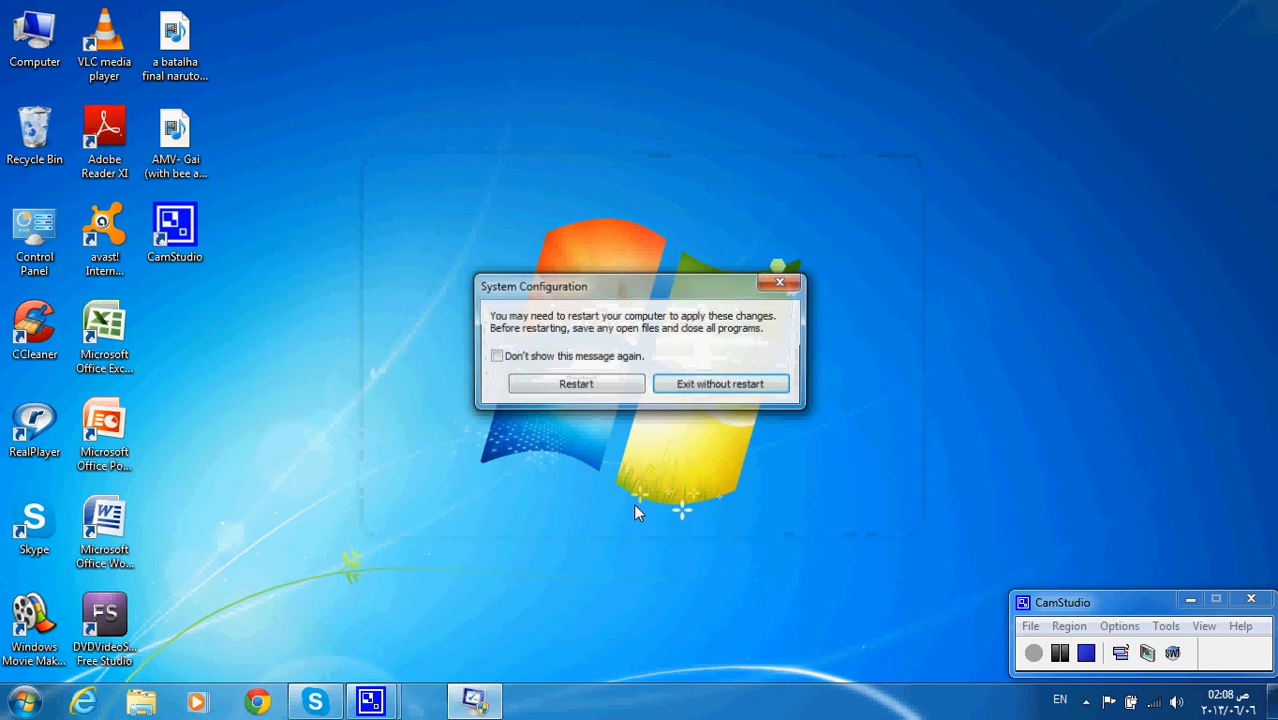 Computer
VLC media
player
a batalha
final naruto...
Recycle Bin
Adobe
Reader XI
AMV- Gai
(with bee a...
Control
Panel
avast!
Intern...
CamStudio
CCleaner
Microsoft
Office Exc...
RealPlayer
Microsoft
Office Po...
Skype
Microsoft
Office Wo...
Windows
Movie Mak...
FS
DVDVideoS...
Free Studio
System Configuration
You may need to restart your computer to apply these changes.
Before restarting, save any open files and close all programs.
Don't show this message again.
Restart
Exit without restart
CamStudio
File Region Options Tools View Help
EN
02:08 ص
٢٠١٣/٠٦/٠٦